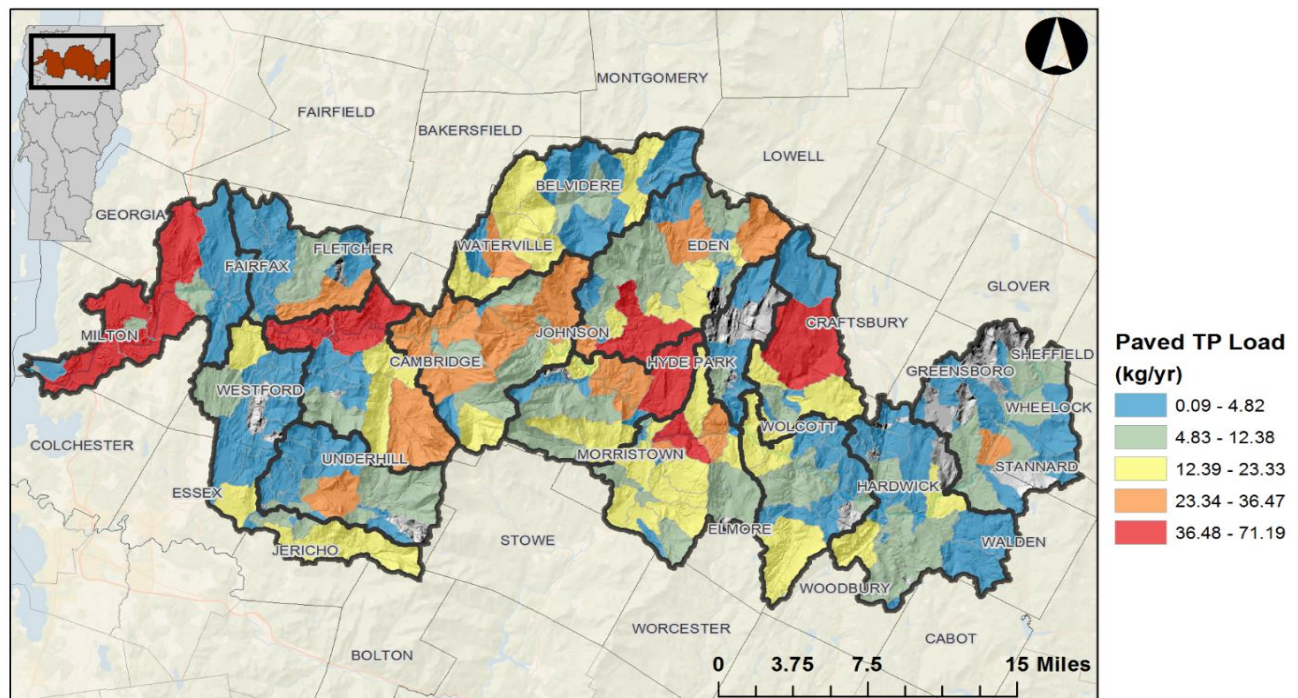 MONTGOMERY
FAIRFIELD
BAKERSFIELD
LOWELL
BELVIDERE
GEORGIA
WATERVILLE
EDEN
FLETCHER
FAIRFAX
GLOVER
MILTON
JOHNSON
CRAFTSBURY
SHEFFIELD
CAMBRIDGE
HYDE PARK
GREENSBORO
WESTFORD
WHEELOCK
COLCHESTER
WOLCOTT
MORRISTOWN
UNDERHILL
STANNARD
HARDWICK
ESSEX
ELMORE
STOWE
WALDEN
JERICHO
WOODBURY
WORCESTER
CABOT
BOLTON
0 3.75 7.5 15 Miles
Paved TP Load
(kg/yr)
0.09 - 4.82
4.83 - 12.38
12.39 - 23.33
23.34 - 36.47
36.48 - 71.19